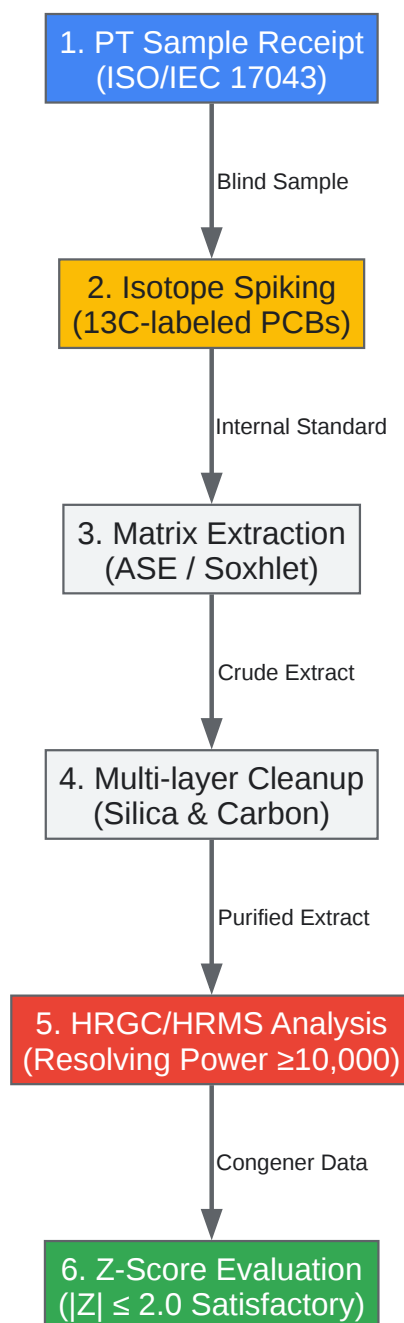 1. PT Sample Receipt
(ISO/IEC 17043)
Blind Sample
2. Isotope Spiking
(13C-labeled PCBs)
Internal Standard
3. Matrix Extraction
(ASE / Soxhlet)
Crude Extract
4. Multi-layer Cleanup
(Silica & Carbon)
Purified Extract
5. HRGC/HRMS Analysis
(Resolving Power ≥10,000)
Congener Data
6. Z-Score Evaluation
(|Z| ≤ 2.0 Satisfactory)